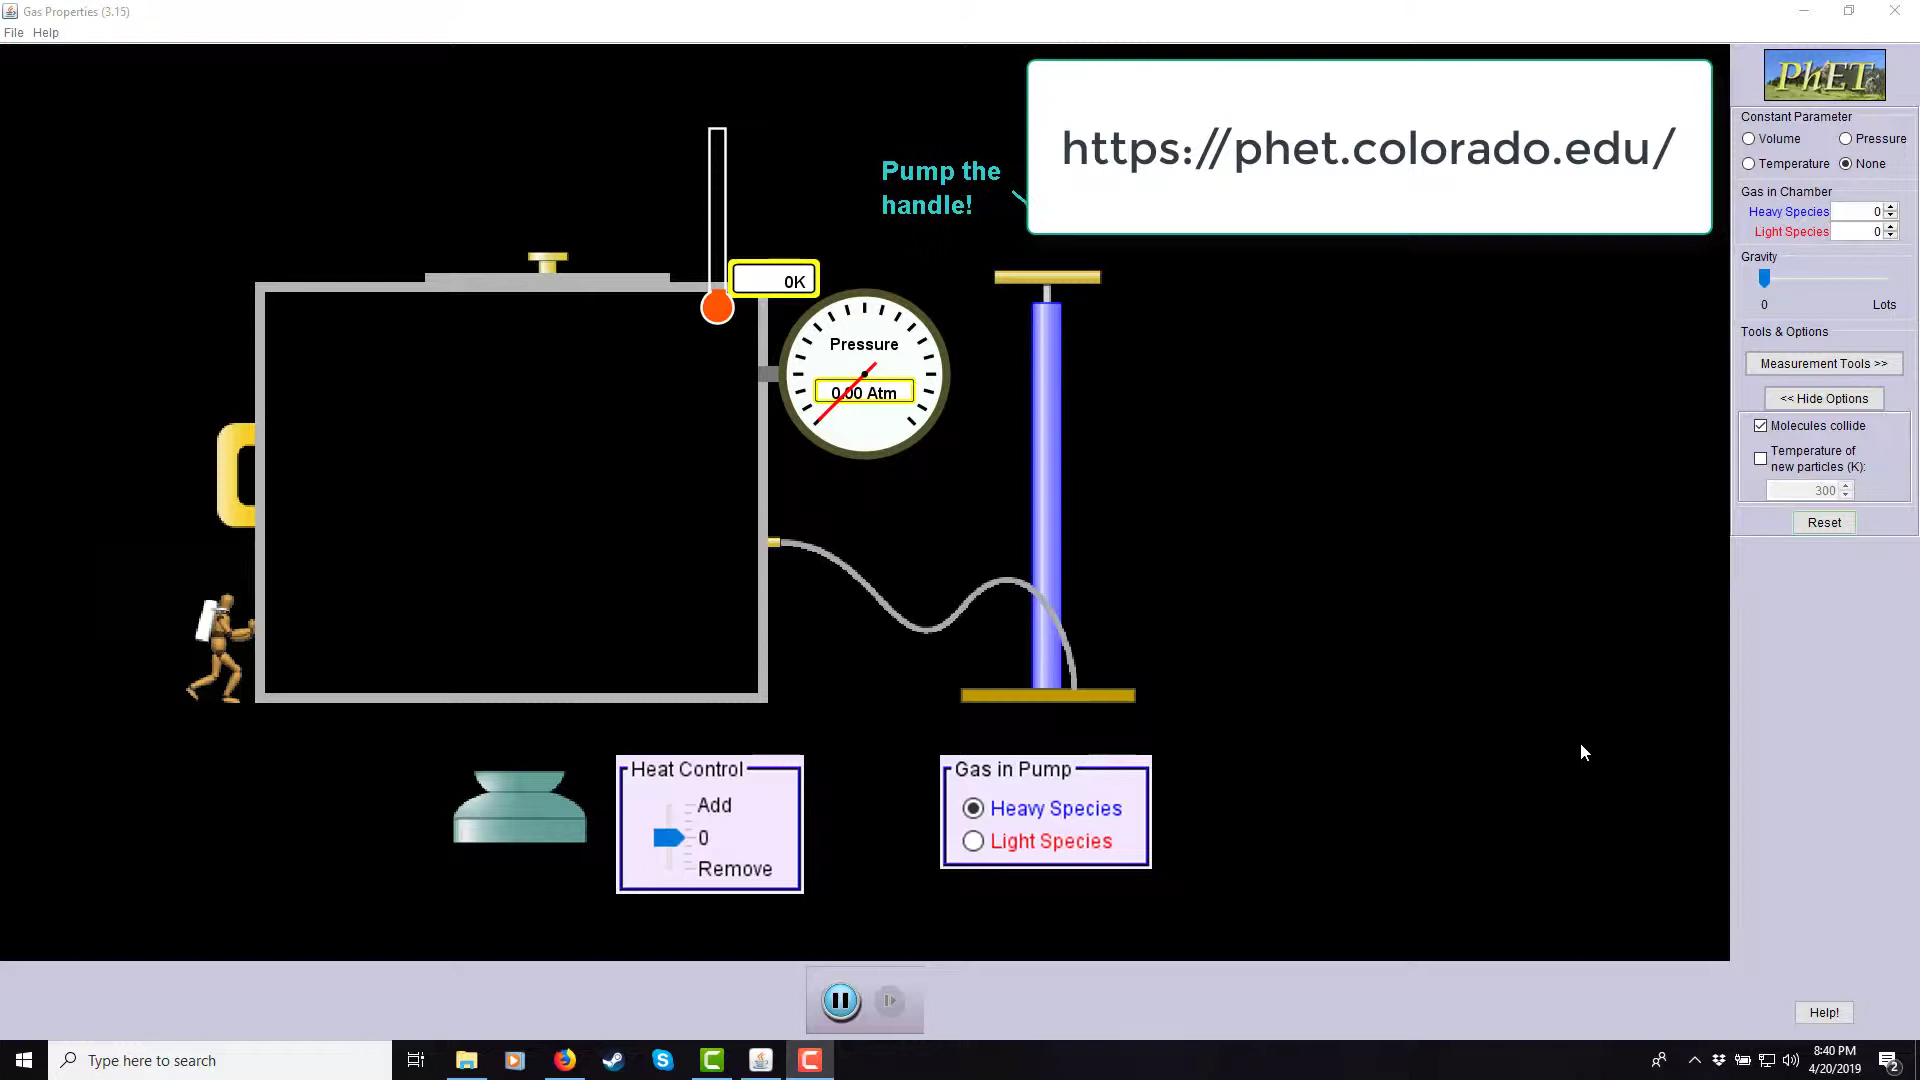 Gas Properties (3.15)
File Help
https://phet.colorado.edu/
Pump the
handle!
0K
Pressure
0.00 Atm
Heat Control
Add
0
Remove
Gas in Pump
Heavy Species
Light Species
PhET
Constant Parameter
Volume Pressure
Temperature None
Gas in Chamber
Heavy Species 0
Light Species 0
Gravity
0 Lots
Tools & Options
Measurement Tools >>
<< Hide Options
Molecules collide
Temperature of
new particles (K):
300
Reset
Help!
Type here to search
8:40 PM
4/20/2019
2